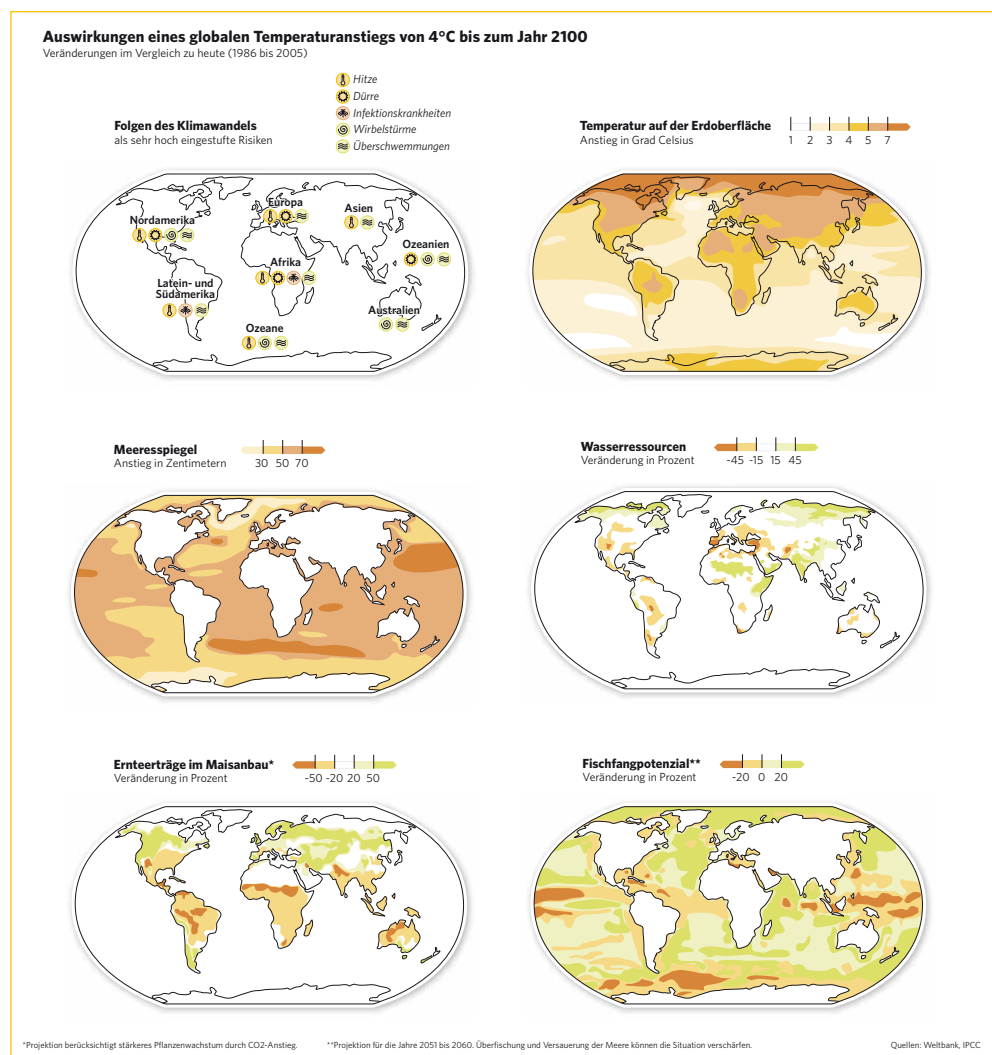 Auswirkungen eines globalen Temperaturanstiegs von 4°C bis zum Jahr 2100
Veränderungen im Vergleich zu heute (1986 bis 2005)
Hitze
Dürre
Infektionskrankheiten
Wirbelstürme
Überschwemmungen
Folgen des Klimawandels
als sehr hoch eingestufte Risiken
Europa
Asien
Nordamerika
Ozeanien
Afrika
Latein- und
Südamerika
Australien
Ozeane
Temperatur auf der Erdoberfläche
Anstieg in Grad Celsius
1 2 3 4 5 7
Meeresspiegel
Anstieg in Zentimetern
30 50 70
Wasserressourcen
Veränderung in Prozent
-45 -15 15 45
Ernteerträge im Maisanbau*
Veränderung in Prozent
-50 -20 20 50
Fischfangpotenzial**
Veränderung in Prozent
-20 0 20
*Projektion berücksichtigt stärkeres Pflanzenwachstum durch CO2-Anstieg.
**Projektion für die Jahre 2051 bis 2060. Überfischung und Versauerung der Meere können die Situation verschärfen.
Quellen: Weltbank, IPCC